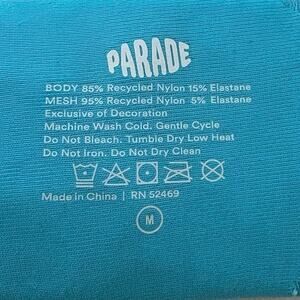 PARADE
BODY 85% Recycled Nylon 15% Elastane
MESH 95% Recycled Nylon 5% Elastane
Exclusive of Decoration
Machine Wash Cold. Gentle Cycle
Do Not Bleach. Tumble Dry Low Heat
Do Not Iron. Do Not Dry Clean
Made in China | RN 52469
M